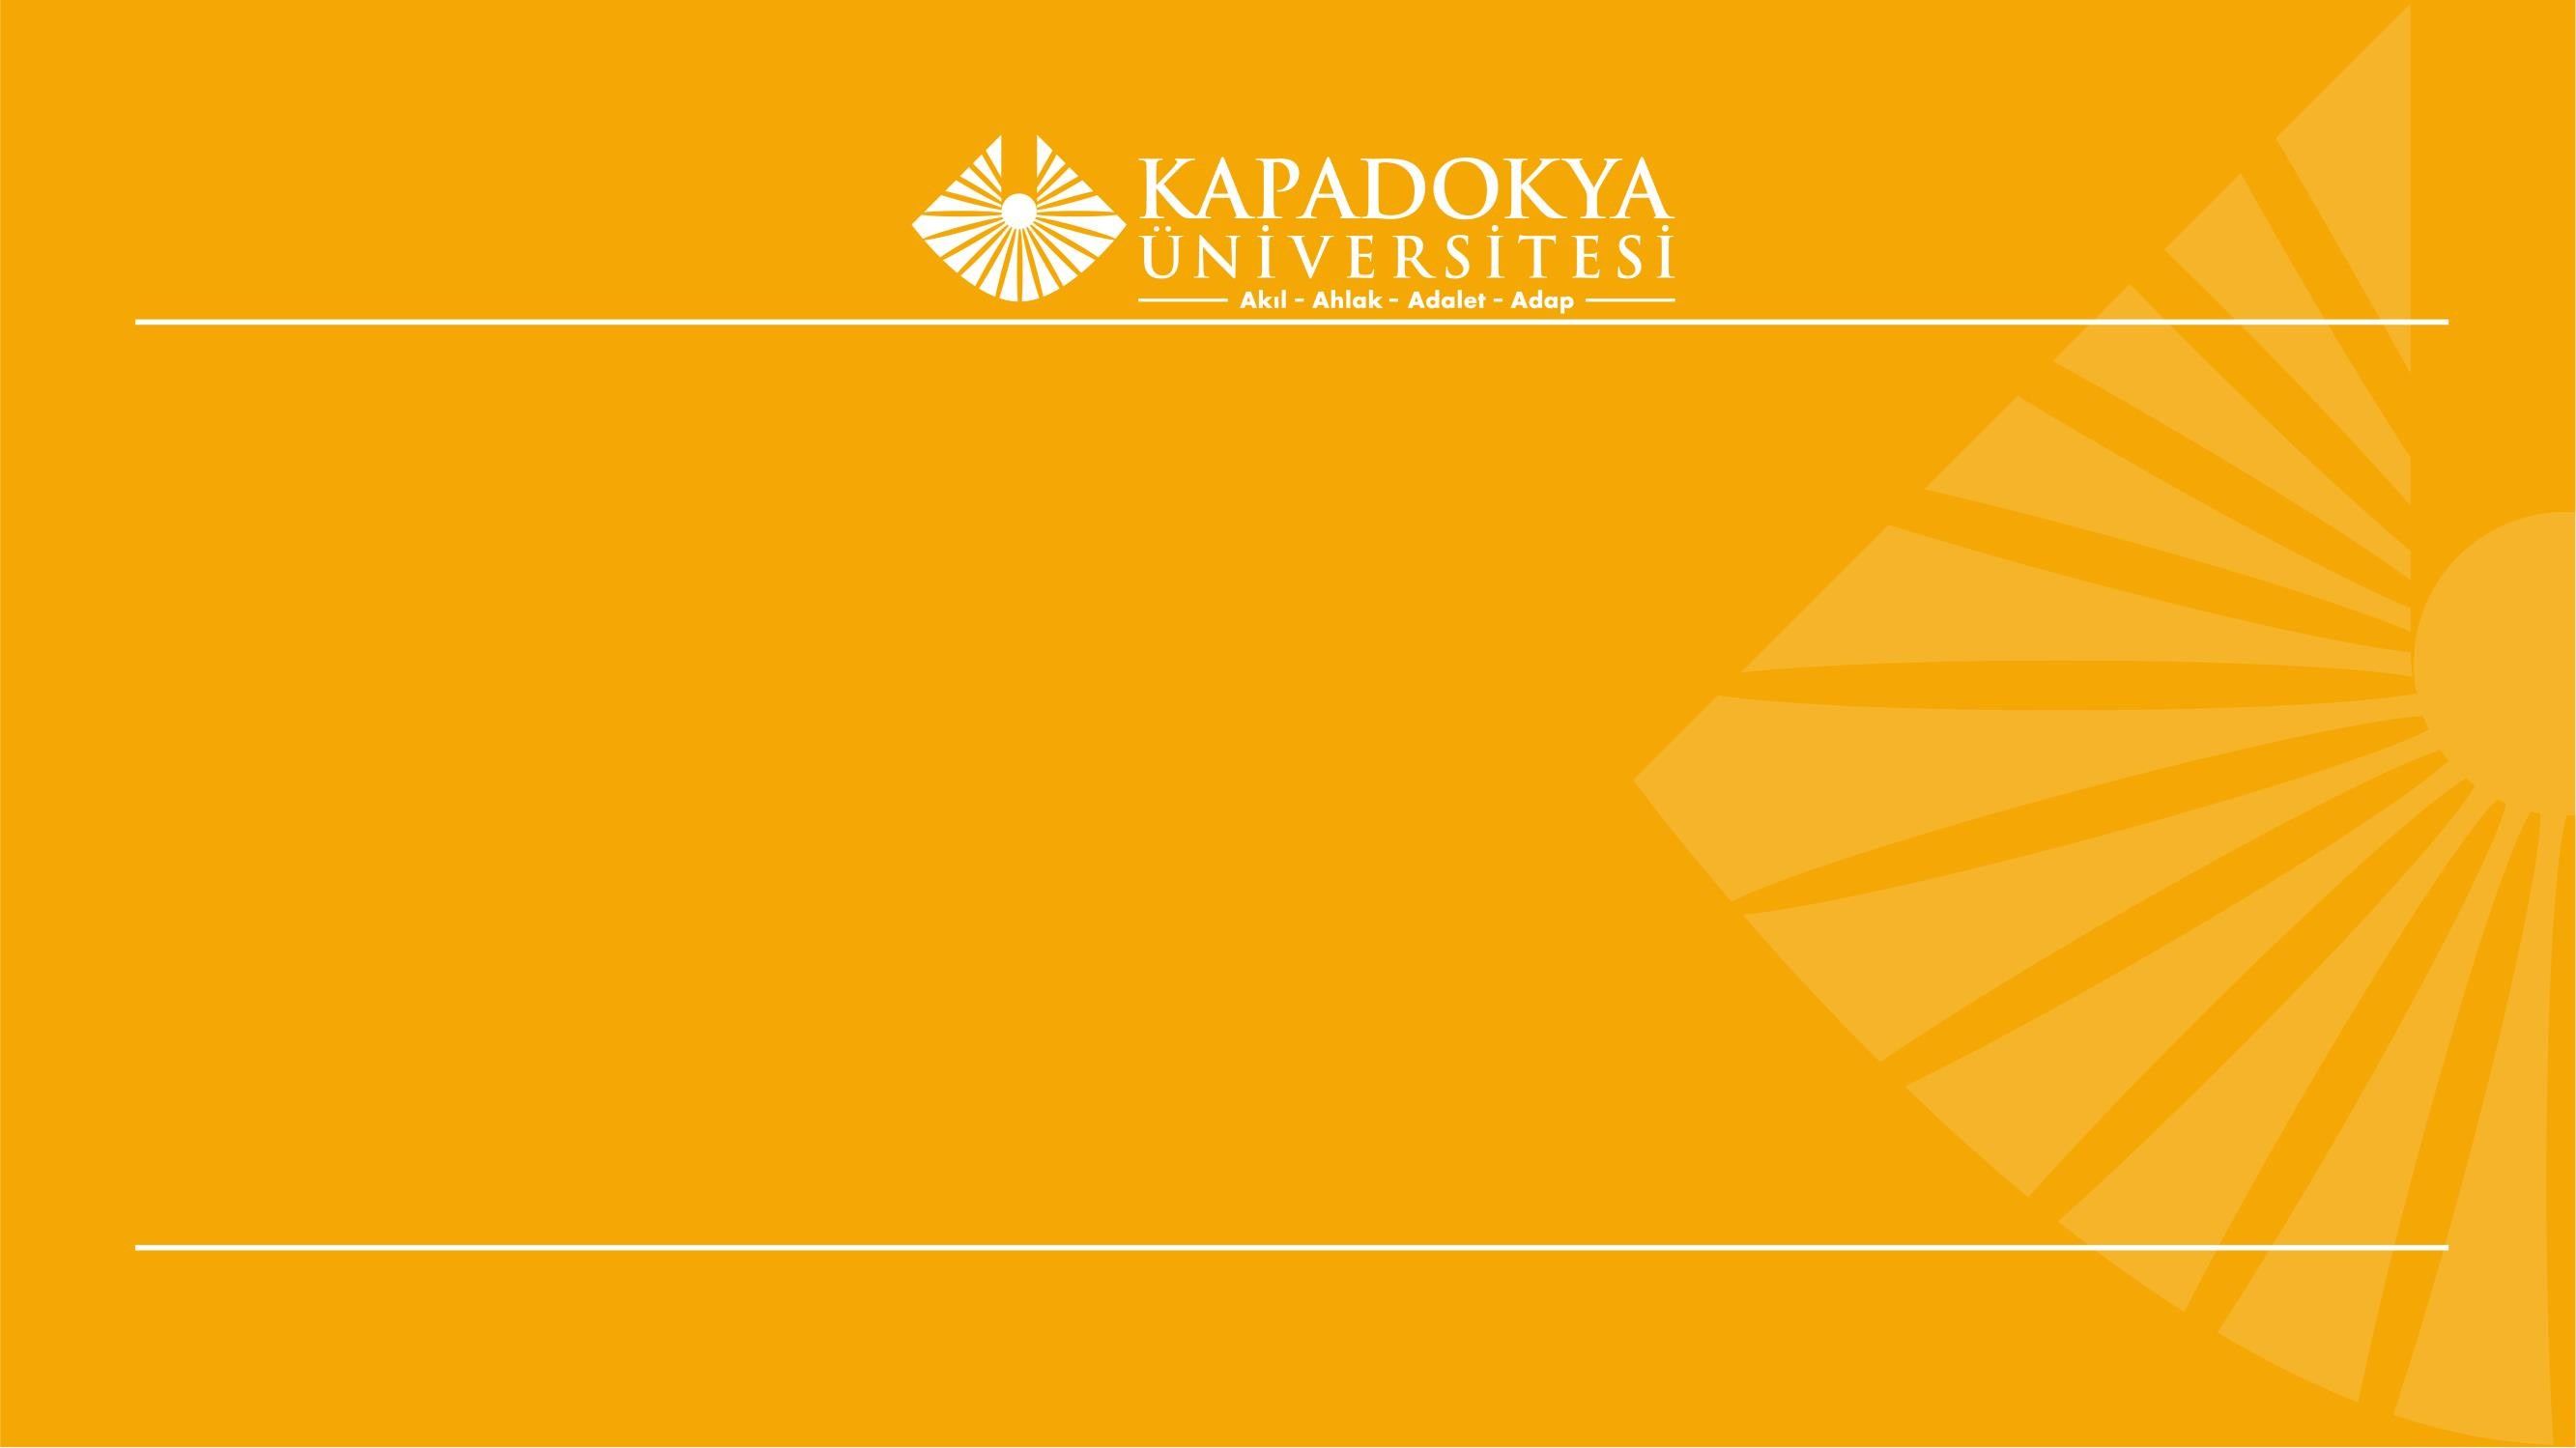 KAPADOKYA
ÜNİVERSİTESİ
Akıl - Ahlak - Adalet - Adap